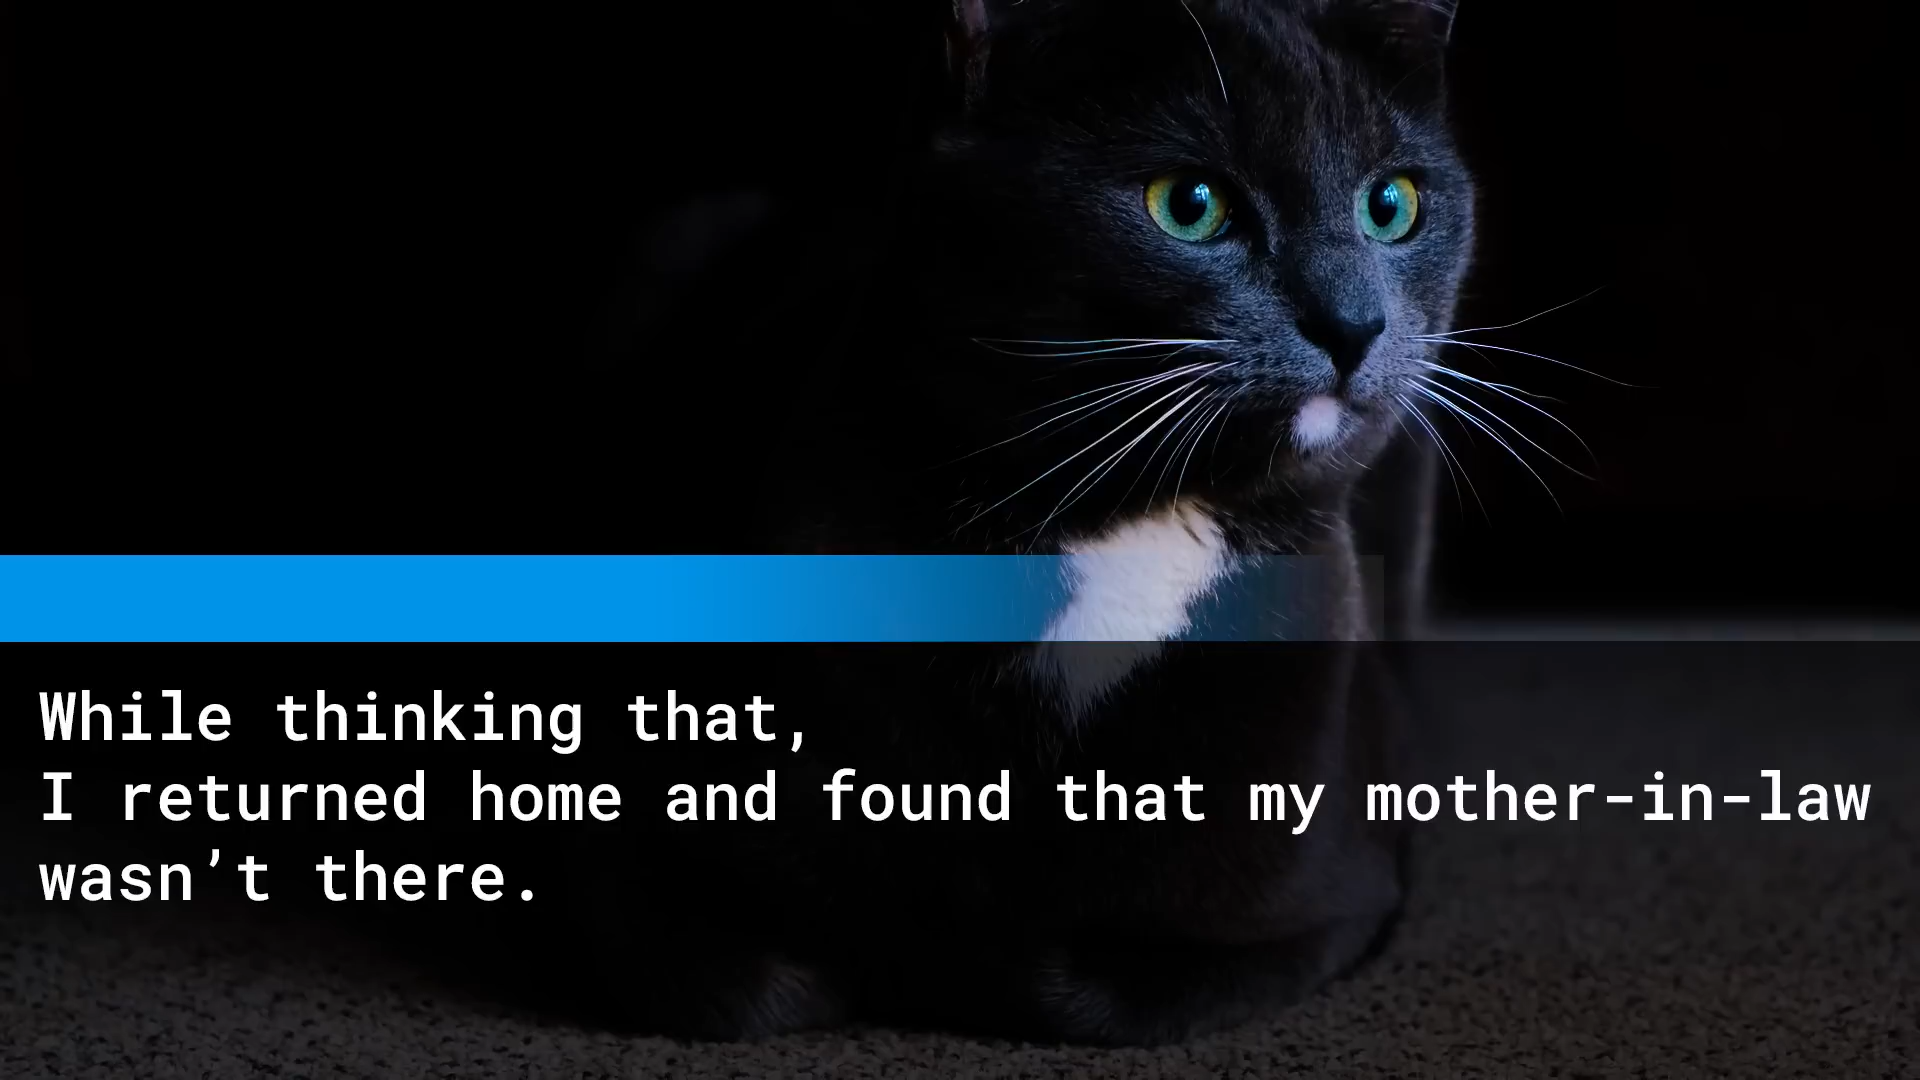 While thinking that,
I returned home and found that my mother-in-law
wasn’t there.